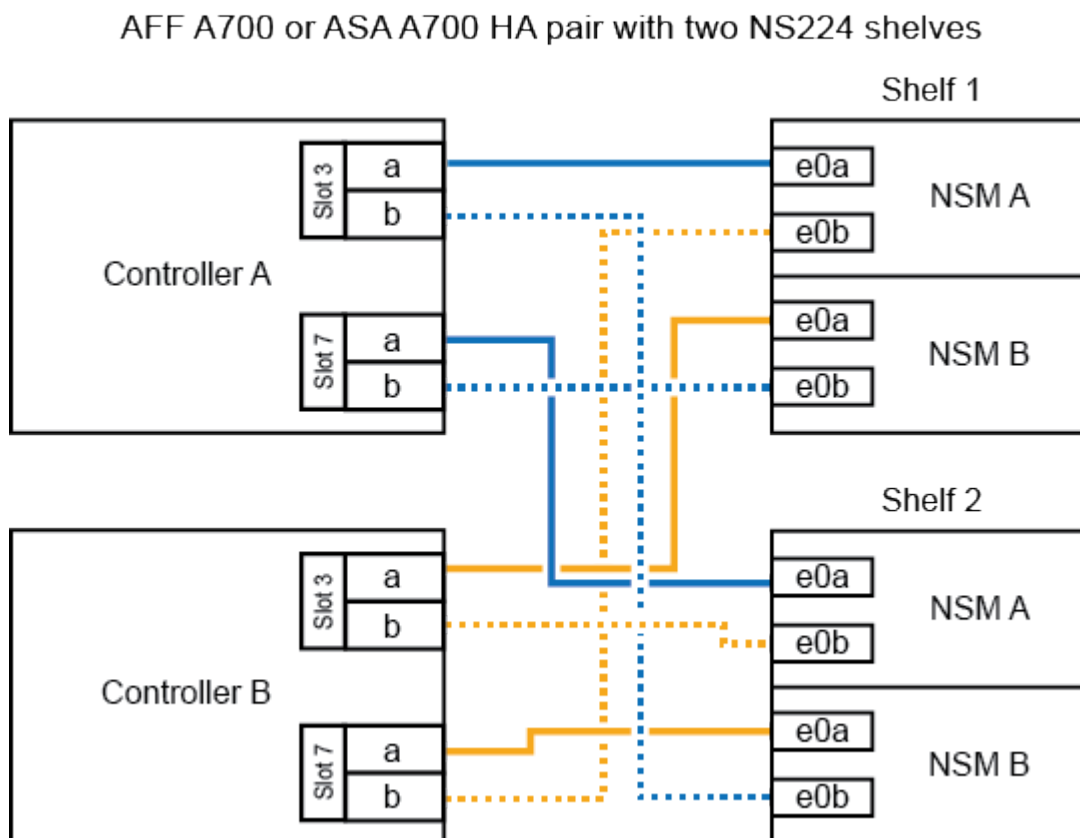 AFF A700 or ASA A700 HA pair with two NS224 shelves
Shelf 1
Controller A
Slot 3
a
b
Slot 7
a
b
e0a
e0b
NSM A
e0a
e0b
NSM B
Shelf 2
Controller B
Slot 3
a
b
Slot 7
a
b
e0a
e0b
NSM A
e0a
e0b
NSM B